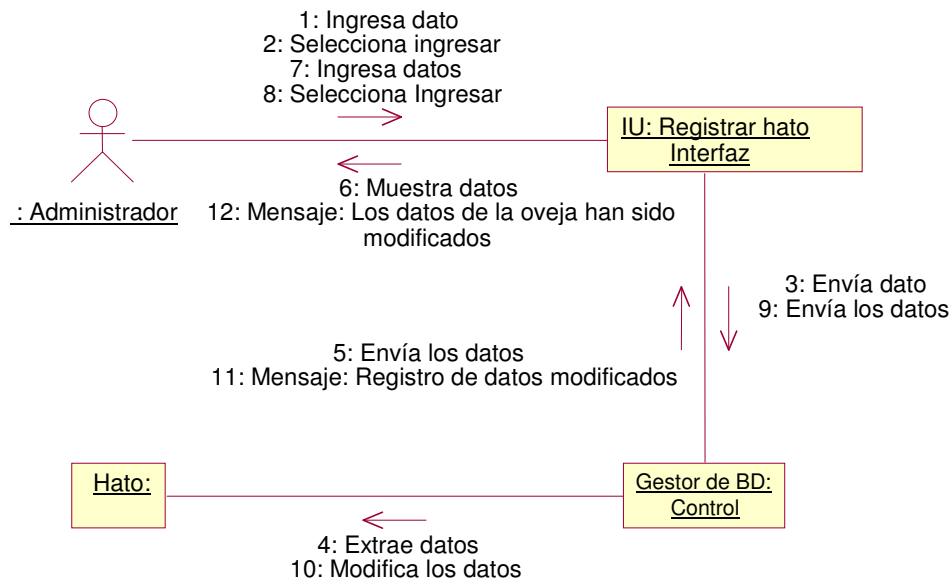 1: Ingresa dato
2: Selecciona ingresar
7: Ingresa datos
8: Selecciona Ingresar
IU: Registrar hato
Interfaz
: Administrador
6: Muestra datos
12: Mensaje: Los datos de la oveja han sido
modificados
3: Envía dato
9: Envía los datos
5: Envía los datos
11: Mensaje: Registro de datos modificados
Hato:
Gestor de BD:
Control
4: Extrae datos
10: Modifica los datos